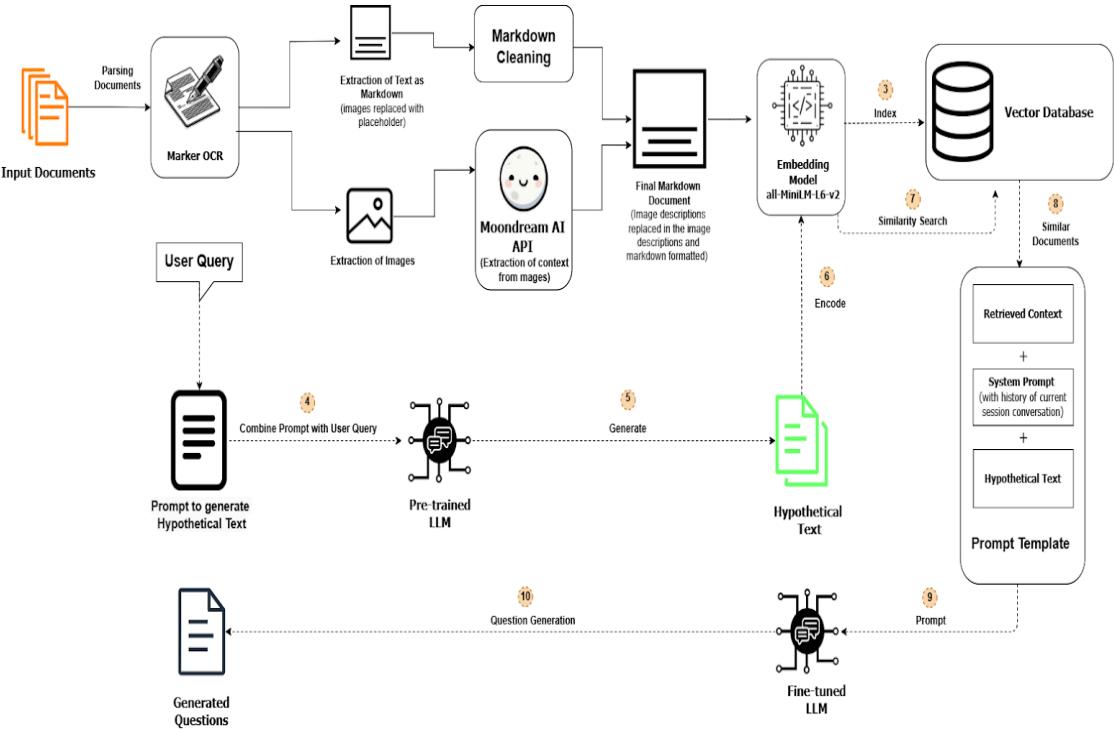 Input Documents
Parsing
Documents
Marker OCR
Extraction of Text as
Markdown
(images replaced with
placeholder)
Markdown
Cleaning
Extraction of Images
Moondream AI
API
(Extraction of context
from mages)
Final Markdown
Document
(Image descriptions
replaced in the image
descriptions and
markdown formatted)
</>
Embedding
Model
all-MiniLM-L6-v2
3
Index
Vector Database
7
Similarity Search
8
Similar
Documents
User Query
6
Encode
Retrieved Context
+
System Prompt
(with history of current
session conversation)
+
Hypothetical Text
Prompt Template
4
Combine Prompt with User Query
5
Generate
Prompt to generate
Hypothetical Text
Pre-trained
LLM
Hypothetical
Text
9
Prompt
10
Question Generation
Fine-tuned
LLM
Generated
Questions